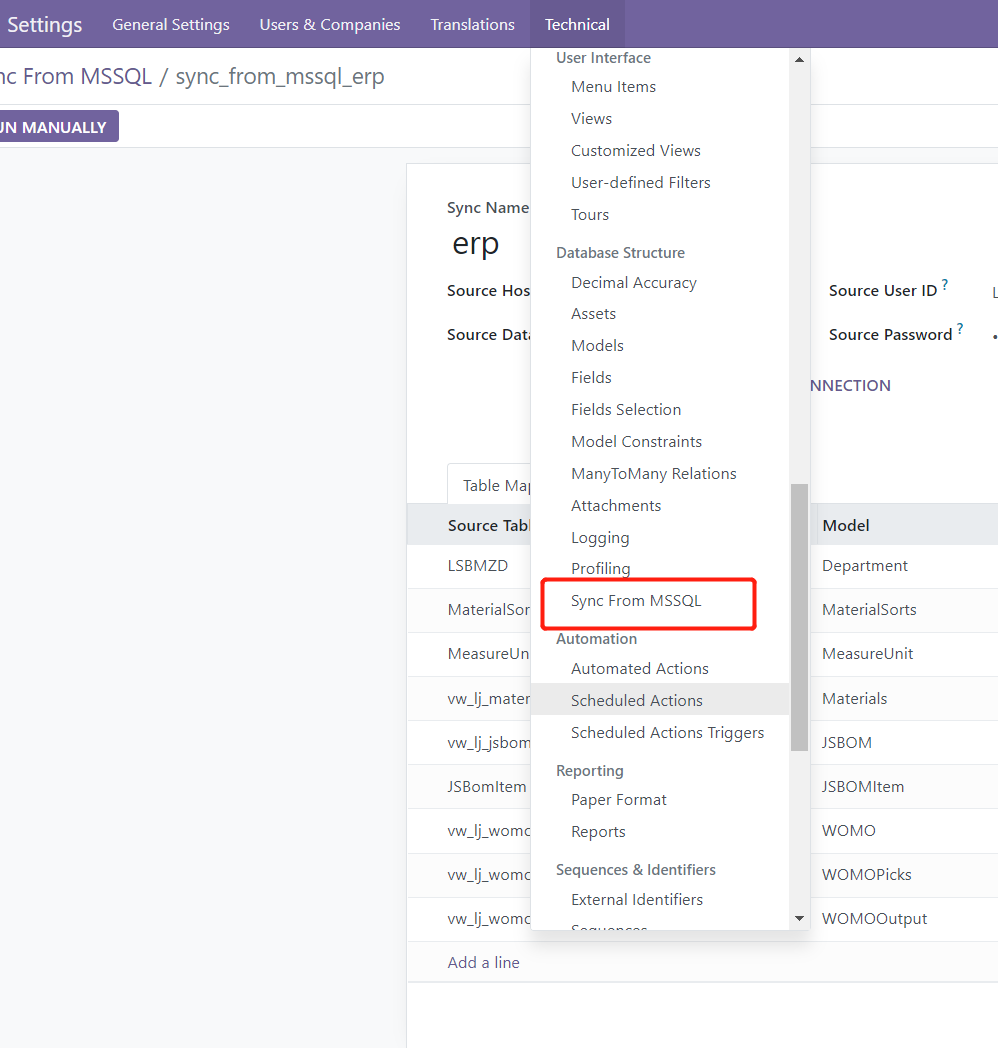 Settings General Settings Users & Companies Translations Technical
nc From MSSQL / sync_from_mssql_erp
UN MANUALLY
User Interface
Menu Items
Views
Customized Views
User-defined Filters
Tours
Database Structure
Decimal Accuracy
Assets
Models
Fields
Fields Selection
Model Constraints
ManyToMany Relations
Attachments
Logging
Profiling
Sync From MSSQL
Automation
Automated Actions
Scheduled Actions
Scheduled Actions Triggers
Reporting
Paper Format
Reports
Sequences & Identifiers
External Identifiers
Sequences
Sync Name
erp
Source Hos
Source User ID ?
Source Data
Source Password ?
NNECTION
Table Map
Source Tabl Model
LSBMZD Department
MaterialSor MaterialSorts
MeasureUn MeasureUnit
vw_lj_mater Materials
vw_lj_jsbom JSBOM
JSBomItem JSBOMItem
vw_lj_womo WOMO
vw_lj_womo WOMOPicks
vw_lj_womo WOMOOutput
Add a line